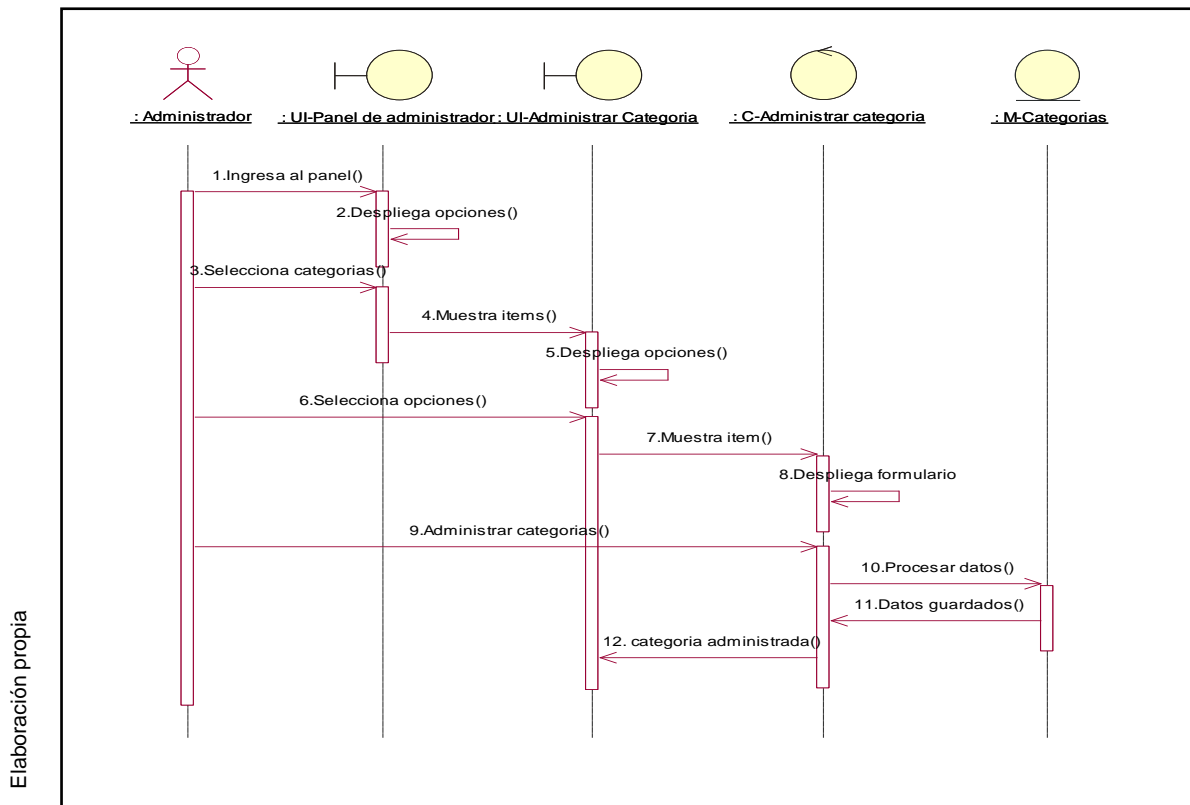 : Administrador
: UI-Panel de administrador
: UI-Administrar Categoria
: C-Administrar categoria
: M-Categorias
1.Ingresa al panel()
2.Despliega opciones()
3.Selecciona categorias()
4.Muestra items()
5.Despliega opciones()
6.Selecciona opciones()
7.Muestra item()
8.Despliega formulario
9.Administrar categorias()
10.Procesar datos()
11.Datos guardados()
12. categoria administrada()
Elaboración propia